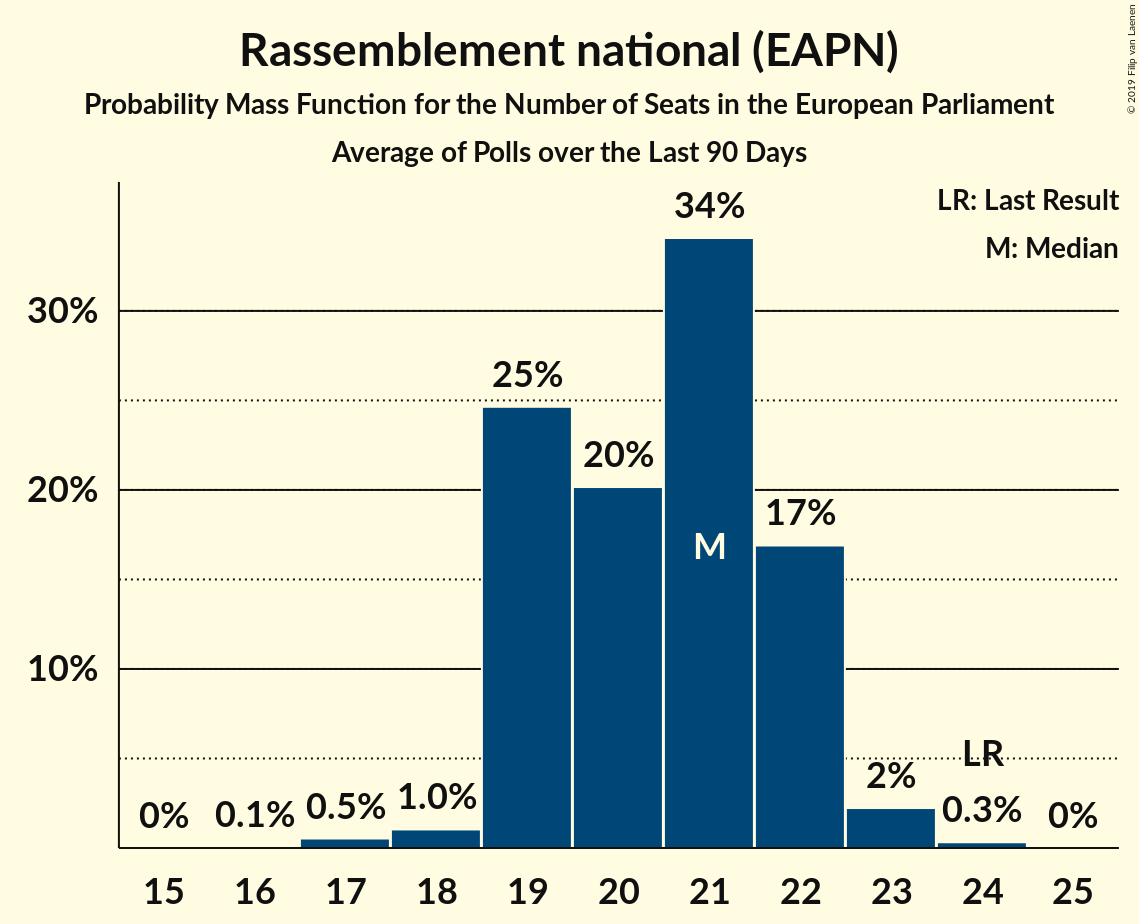 Rassemblement national (EAPN)
Probability Mass Function for the Number of Seats in the European Parliament
Average of Polls over the Last 90 Days
© 2019 Filip van Laenen
LR: Last Result
M: Median
30%
20%
10%
0%
0.1%
0.5%
1.0%
25%
20%
34%
M
17%
2%
LR
0.3%
0%
15 16 17 18 19 20 21 22 23 24 25